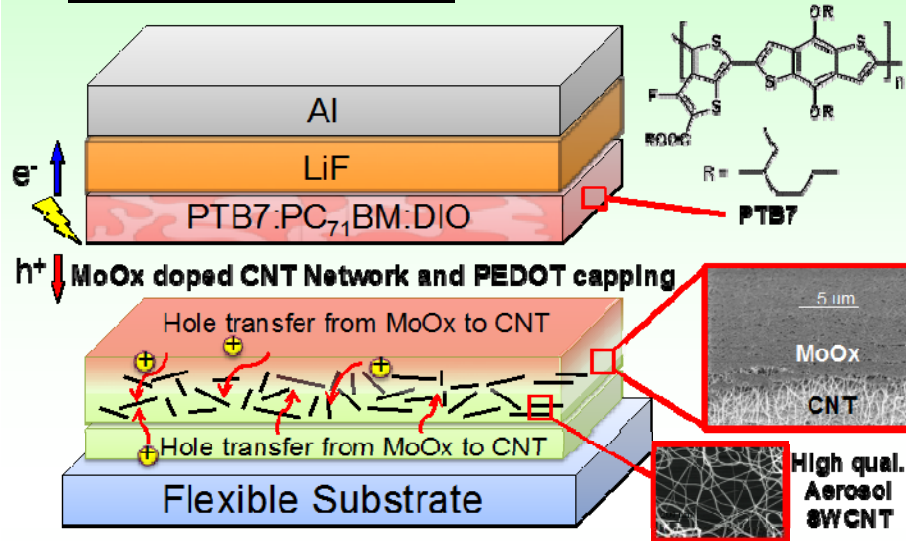 Al
LiF
PTB7:PC₇₁BM:DIO
e⁻
h⁺
MoOx doped CNT Network and PEDOT capping
Hole transfer from MoOx to CNT
+
+
+
+
Hole transfer from MoOx to CNT
Flexible Substrate
OR
S
S
S
S
F
ROOC
OR
n
R =
PTB7
5 um
MoOx
CNT
High qual.
Aerosol
SWCNT